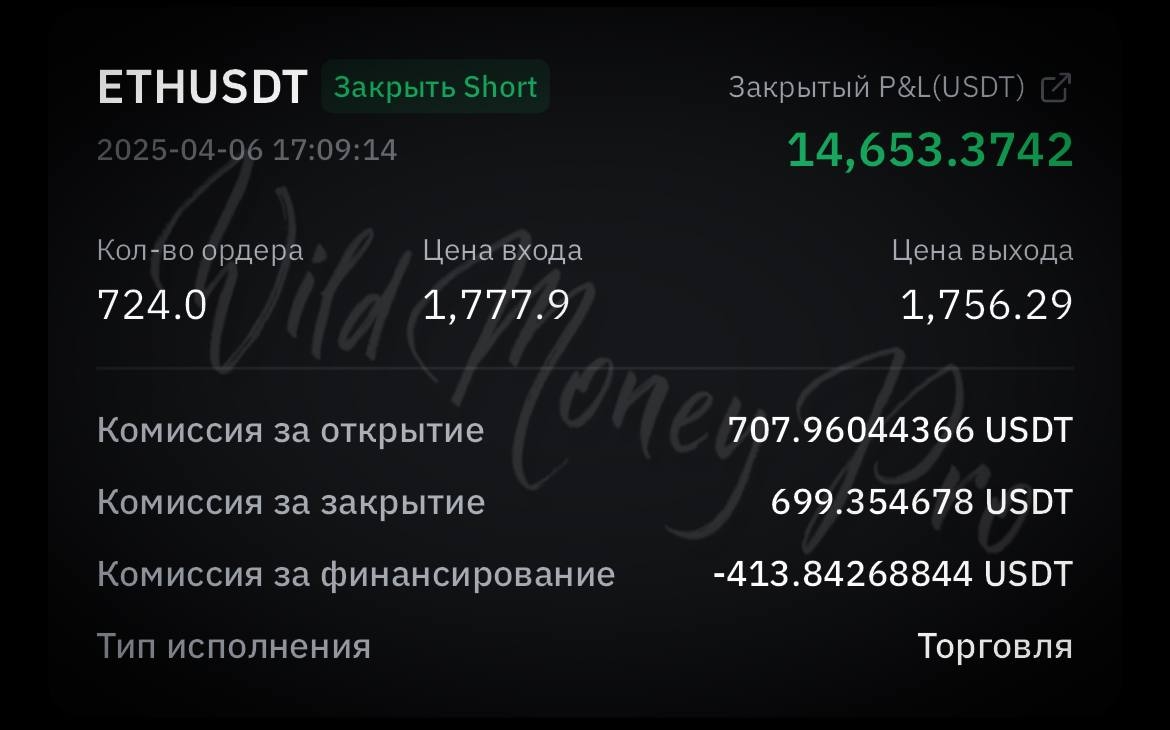 ETHUSDT Закрыть Short Закрытый P&L(USDT)
2025-04-06 17:09:14 14,653.3742
Кол-во ордера Цена входа Цена выхода
724.0 1,777.9 1,756.29
Wild Money Pro
Комиссия за открытие 707.96044366 USDT
Комиссия за закрытие 699.354678 USDT
Комиссия за финансирование -413.84268844 USDT
Тип исполнения Торговля